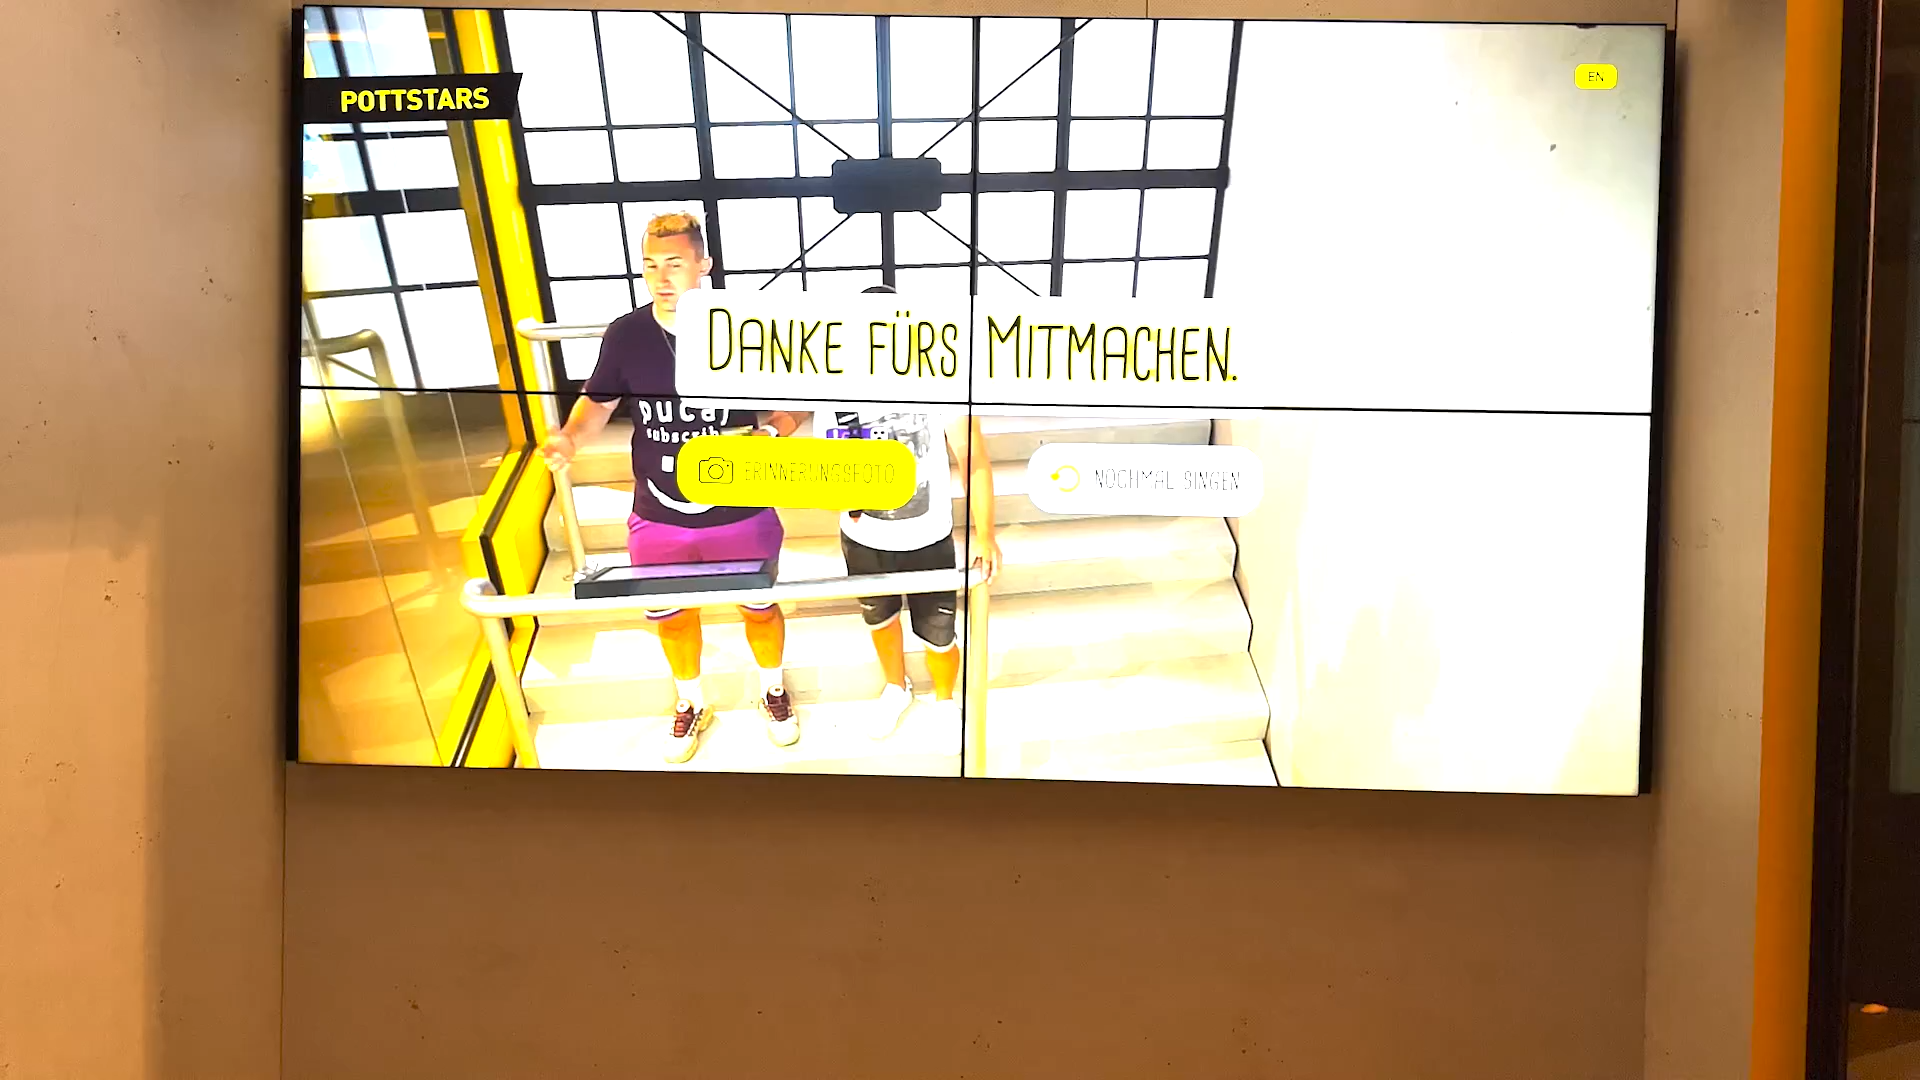 POTTSTARS
EN
DANKE FÜRS MITMACHEN.
ERINNERUNGSFOTO
NOCHMAL SINGEN